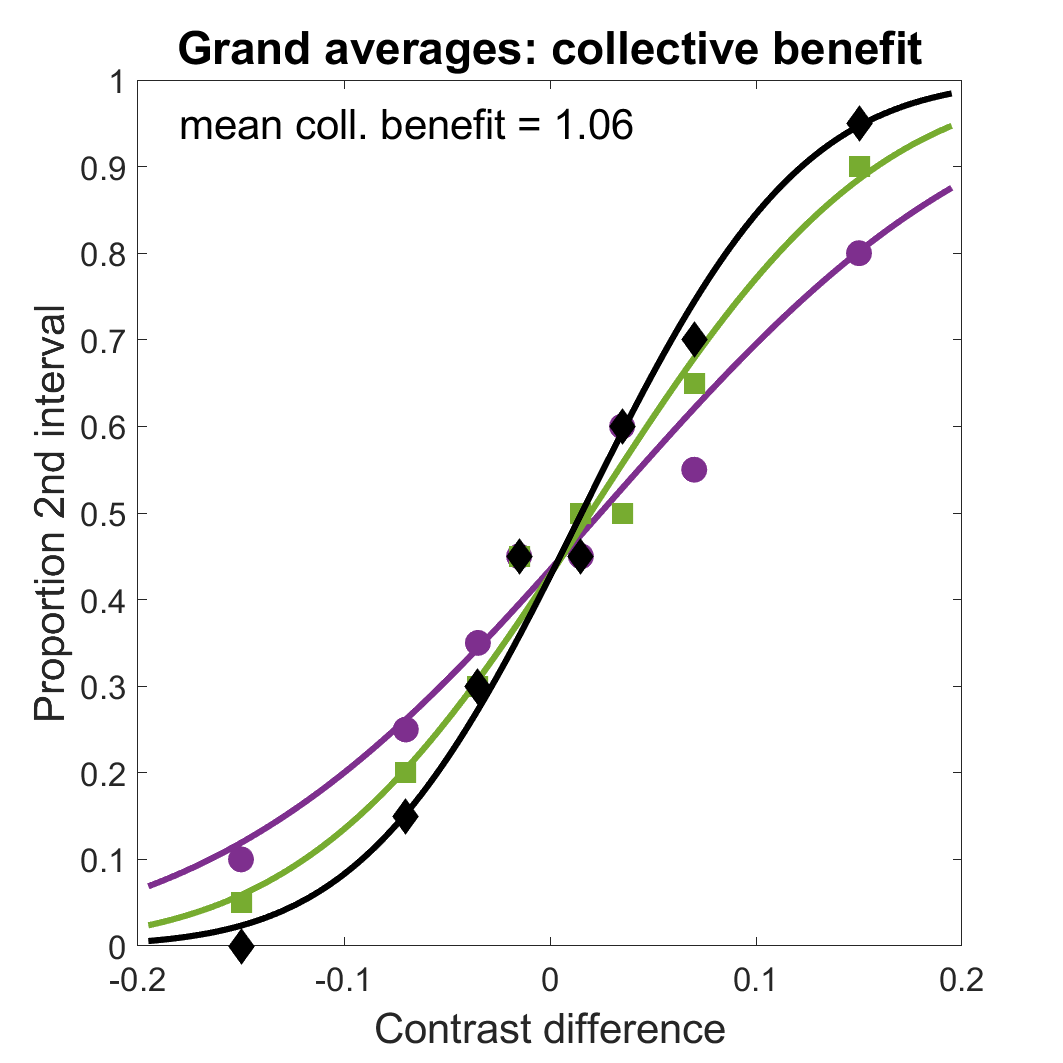 Grand averages: collective benefit
mean coll. benefit = 1.06
1
0.9
0.8
0.7
0.6
0.5
0.4
0.3
0.2
0.1
0
Proportion 2nd interval
-0.2 -0.1 0 0.1 0.2
Contrast difference